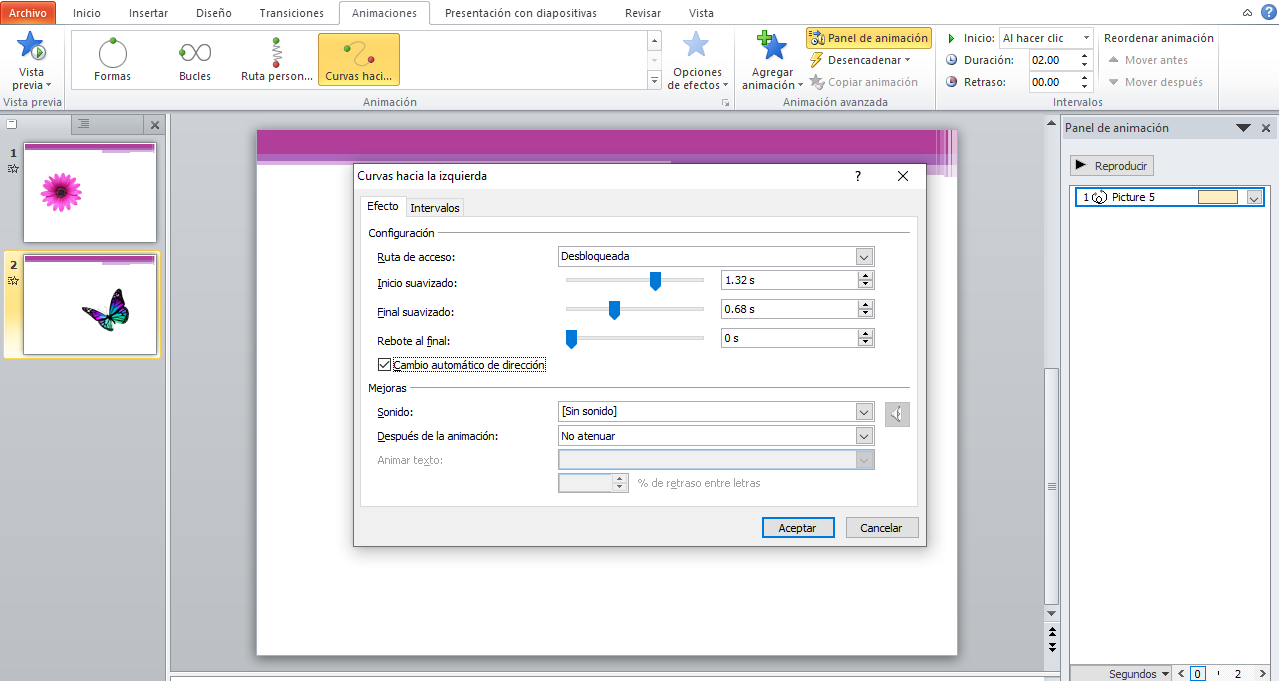 Archivo Inicio Insertar Diseño Transiciones Animaciones Presentación con diapositivas Revisar Vista
Vista previa
Vista previa
Formas Bucles Ruta person... Curvas haci...
Animación
Opciones de efectos
Agregar animación
Panel de animación
Desencadenar
Copiar animación
Animación avanzada
Inicio: Al hacer clic
Duración: 02.00
Retraso: 00.00
Intervalos
Reordenar animación
Mover antes
Mover después
1
2
Curvas hacia la izquierda ?
Efecto Intervalos
Configuración
Ruta de acceso: Desbloqueada
Inicio suavizado: 1.32 s
Final suavizado: 0.68 s
Rebote al final: 0 s
Cambio automático de dirección
Mejoras
Sonido: [Sin sonido]
Después de la animación: No atenuar
Animar texto:
% de retraso entre letras
Aceptar Cancelar
Panel de animación
Reproducir
1 Picture 5
Segundos 0 2